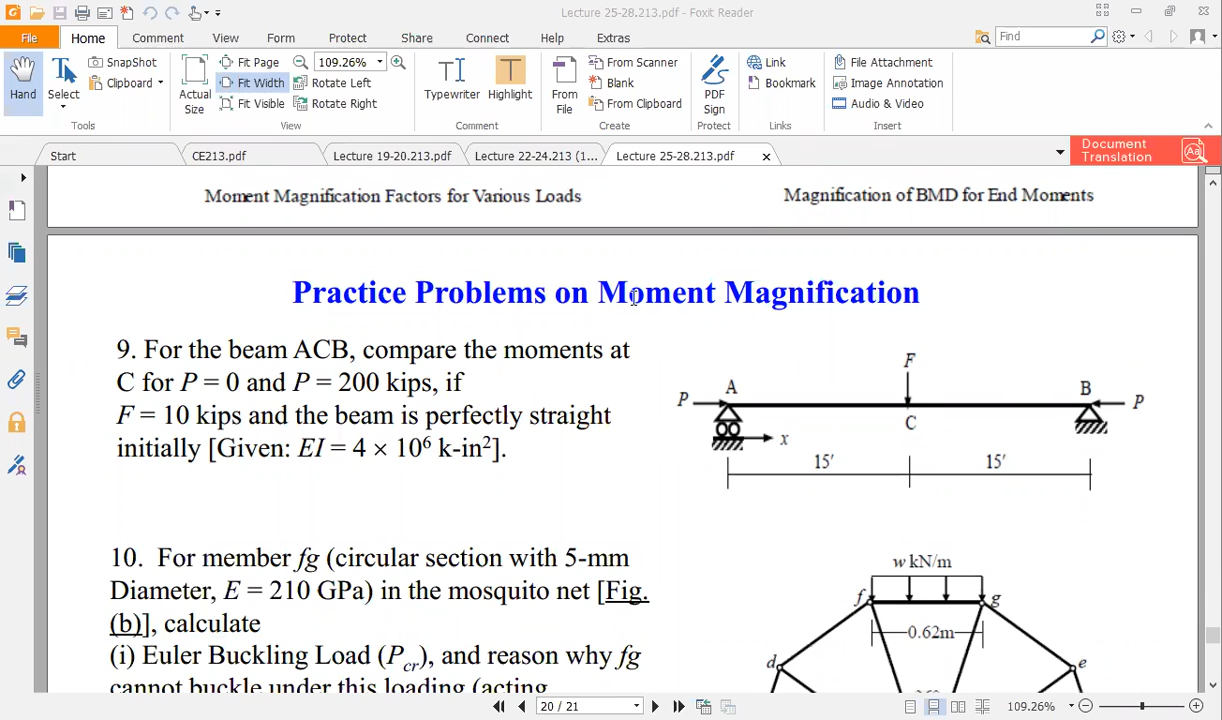 Lecture 25-28.213.pdf - Foxit Reader
File Home Comment View Form Protect Share Connect Help Extras Find
Hand
Select
SnapShot
Clipboard
Actual Size
Fit Page
Fit Width
Fit Visible
109.26%
Rotate Left
Rotate Right
Typewriter
Highlight
From File
From Scanner
Blank
From Clipboard
PDF Sign
Link
Bookmark
File Attachment
Image Annotation
Audio & Video
Tools View Comment Create Protect Links Insert
Start CE213.pdf Lecture 19-20.213.pdf Lecture 22-24.213 (1... Lecture 25-28.213.pdf
Document Translation
Moment Magnification Factors for Various Loads Magnification of BMD for End Moments
Practice Problems on Moment Magnification
9. For the beam ACB, compare the moments at
C for P = 0 and P = 200 kips, if
F = 10 kips and the beam is perfectly straight
initially [Given: EI = 4 × 10⁶ k-in²].
F
P A B P
C
x
15′ 15′
10. For member fg (circular section with 5-mm
Diameter, E = 210 GPa) in the mosquito net [Fig.
(b)], calculate
(i) Euler Buckling Load (Pcr), and reason why fg
cannot buckle under this loading (acting
w kN/m
f g
0.62m
d e
20 / 21 109.26%